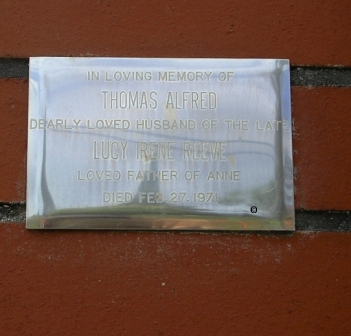 IN LOVING MEMORY OF
THOMAS ALFRED
DEARLY LOVED HUSBAND OF THE LATE
LUCY IRENE REEVE
LOVED FATHER OF ANNE
DIED FEB. 27. 1971